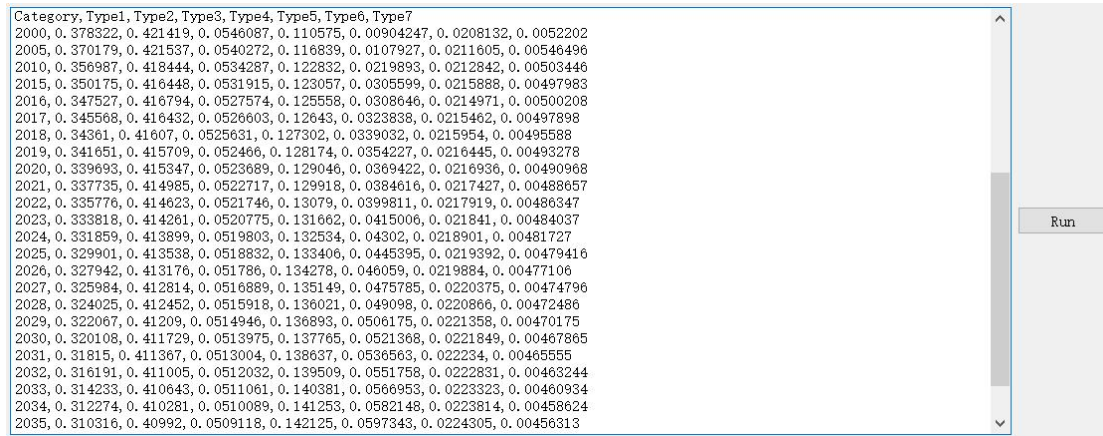 Category, Type1, Type2, Type3, Type4, Type5, Type6, Type7
2000, 0.378322, 0.421419, 0.0546087, 0.110575, 0.00904247, 0.0208132, 0.0052202
2005, 0.370179, 0.421537, 0.0540272, 0.116839, 0.0107927, 0.0211605, 0.00546496
2010, 0.356987, 0.418444, 0.0534287, 0.122832, 0.0219893, 0.0212842, 0.00503446
2015, 0.350175, 0.416448, 0.0531915, 0.123057, 0.0305599, 0.0215888, 0.00497983
2016, 0.347527, 0.416794, 0.0527574, 0.125558, 0.0308646, 0.0214971, 0.00500208
2017, 0.345568, 0.416432, 0.0526603, 0.12643, 0.0323838, 0.0215462, 0.00497898
2018, 0.34361, 0.41607, 0.0525631, 0.127302, 0.0339032, 0.0215954, 0.00495588
2019, 0.341651, 0.415709, 0.052466, 0.128174, 0.0354227, 0.0216445, 0.00493278
2020, 0.339693, 0.415347, 0.0523689, 0.129046, 0.0369422, 0.0216936, 0.00490968
2021, 0.337735, 0.414985, 0.0522717, 0.129918, 0.0384616, 0.0217427, 0.00488657
2022, 0.335776, 0.414623, 0.0521746, 0.13079, 0.0399811, 0.0217919, 0.00486347
2023, 0.333818, 0.414261, 0.0520775, 0.131662, 0.0415006, 0.021841, 0.00484037
2024, 0.331859, 0.413899, 0.0519803, 0.132534, 0.04302, 0.0218901, 0.00481727
2025, 0.329901, 0.413538, 0.0518832, 0.133406, 0.0445395, 0.0219392, 0.00479416
2026, 0.327942, 0.413176, 0.051786, 0.134278, 0.046059, 0.0219884, 0.00477106
2027, 0.325984, 0.412814, 0.0516889, 0.135149, 0.0475785, 0.0220375, 0.00474796
2028, 0.324025, 0.412452, 0.0515918, 0.136021, 0.049098, 0.0220866, 0.00472486
2029, 0.322067, 0.41209, 0.0514946, 0.136893, 0.0506175, 0.0221358, 0.00470175
2030, 0.320108, 0.411729, 0.0513975, 0.137765, 0.0521368, 0.0221849, 0.00467865
2031, 0.31815, 0.411367, 0.0513004, 0.138637, 0.0536563, 0.022234, 0.00465555
2032, 0.316191, 0.411005, 0.0512032, 0.139509, 0.0551758, 0.0222831, 0.00463244
2033, 0.314233, 0.410643, 0.0511061, 0.140381, 0.0566953, 0.0223323, 0.00460934
2034, 0.312274, 0.410281, 0.0510089, 0.141253, 0.0582148, 0.0223814, 0.00458624
2035, 0.310316, 0.40992, 0.0509118, 0.142125, 0.0597343, 0.0224305, 0.00456313
Run